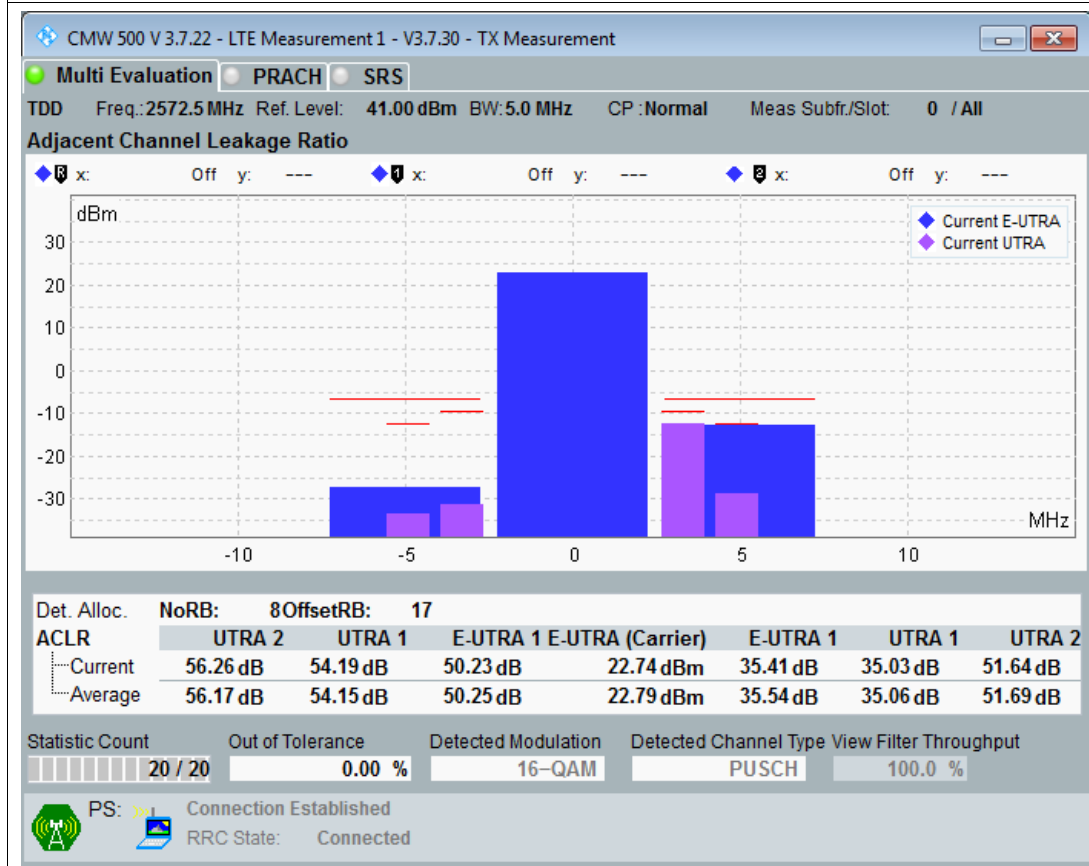 CMW 500 V 3.7.22 - LTE Measurement 1 - V3.7.30 - TX Measurement
Multi Evaluation PRACH SRS
TDD Freq.: 2572.5 MHz Ref. Level: 41.00 dBm BW: 5.0 MHz CP : Normal Meas Subfr./Slot: 0 / All
Adjacent Channel Leakage Ratio
R x: Off y: --- 1 x: Off y: --- 2 x: Off y: ---
dBm
Current E-UTRA
Current UTRA
30
20
10
0
-10
-20
-30
MHz
-10 -5 0 5 10
Det. Alloc. NoRB: 8 OffsetRB: 17
ACLR UTRA 2 UTRA 1 E-UTRA 1 E-UTRA (Carrier) E-UTRA 1 UTRA 1 UTRA 2
Current 56.26 dB 54.19 dB 50.23 dB 22.74 dBm 35.41 dB 35.03 dB 51.64 dB
Average 56.17 dB 54.15 dB 50.25 dB 22.79 dBm 35.54 dB 35.06 dB 51.69 dB
Statistic Count Out of Tolerance Detected Modulation Detected Channel Type View Filter Throughput
20 / 20 0.00 % 16-QAM PUSCH 100.0 %
PS: Connection Established
RRC State: Connected